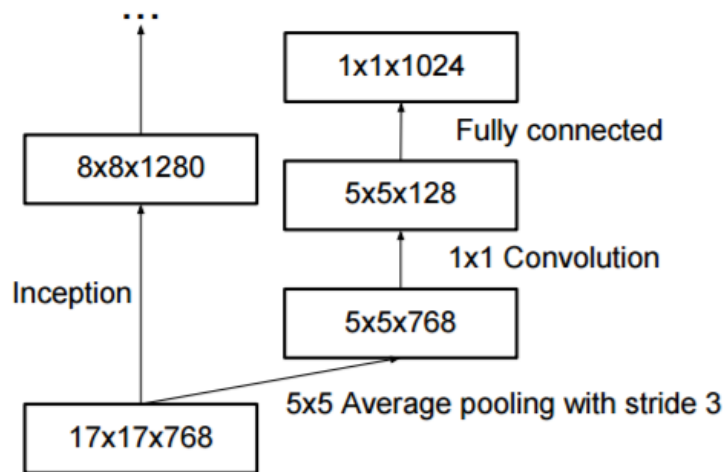 ...
1x1x1024
Fully connected
8x8x1280
5x5x128
1x1 Convolution
Inception
5x5x768
5x5 Average pooling with stride 3
17x17x768